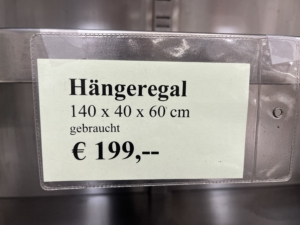 Hängeregal
140 x 40 x 60 cm
gebraucht
€ 199,--